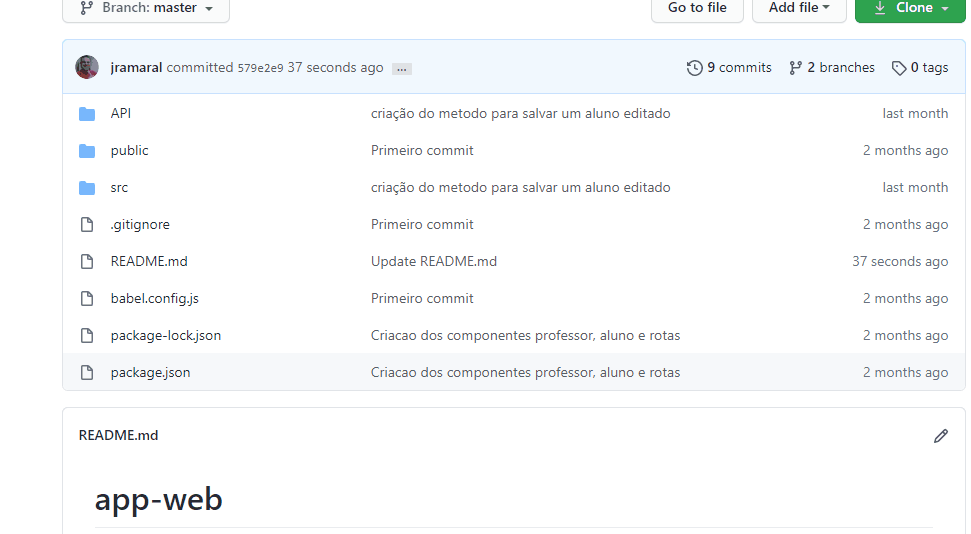 Branch: master
Go to file
Add file
Clone
jramaral committed 579e2e9 37 seconds ago ...
9 commits
2 branches
0 tags
API criação do metodo para salvar um aluno editado last month
public Primeiro commit 2 months ago
src criação do metodo para salvar um aluno editado last month
.gitignore Primeiro commit 2 months ago
README.md Update README.md 37 seconds ago
babel.config.js Primeiro commit 2 months ago
package-lock.json Criacao dos componentes professor, aluno e rotas 2 months ago
package.json Criacao dos componentes professor, aluno e rotas 2 months ago
README.md
app-web